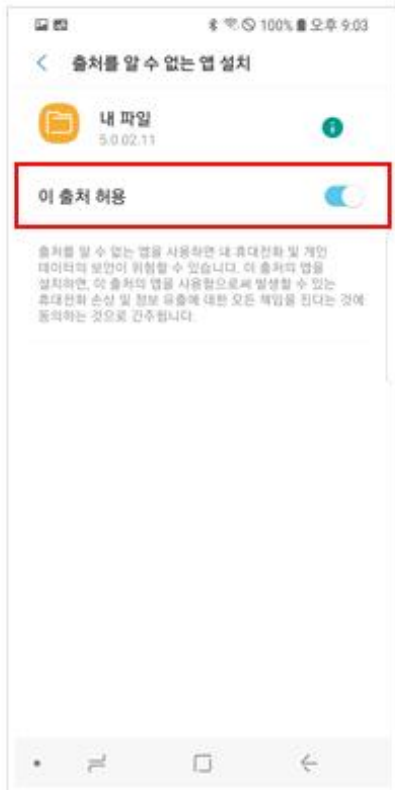 100% 오후 9:03
출처를 알 수 없는 앱 설치
내 파일
5.0.02.11
이 출처 허용
출처를 알 수 없는 앱을 사용하면 내 휴대전화 및 개인
데이터의 보안이 위험할 수 있습니다. 이 출처의 앱을
설치하면, 이 출처의 앱을 사용함으로써 발생할 수 있는
휴대전화 손상 및 정보 유출에 대한 모든 책임을 진다는 것에
동의하는 것으로 간주됩니다.